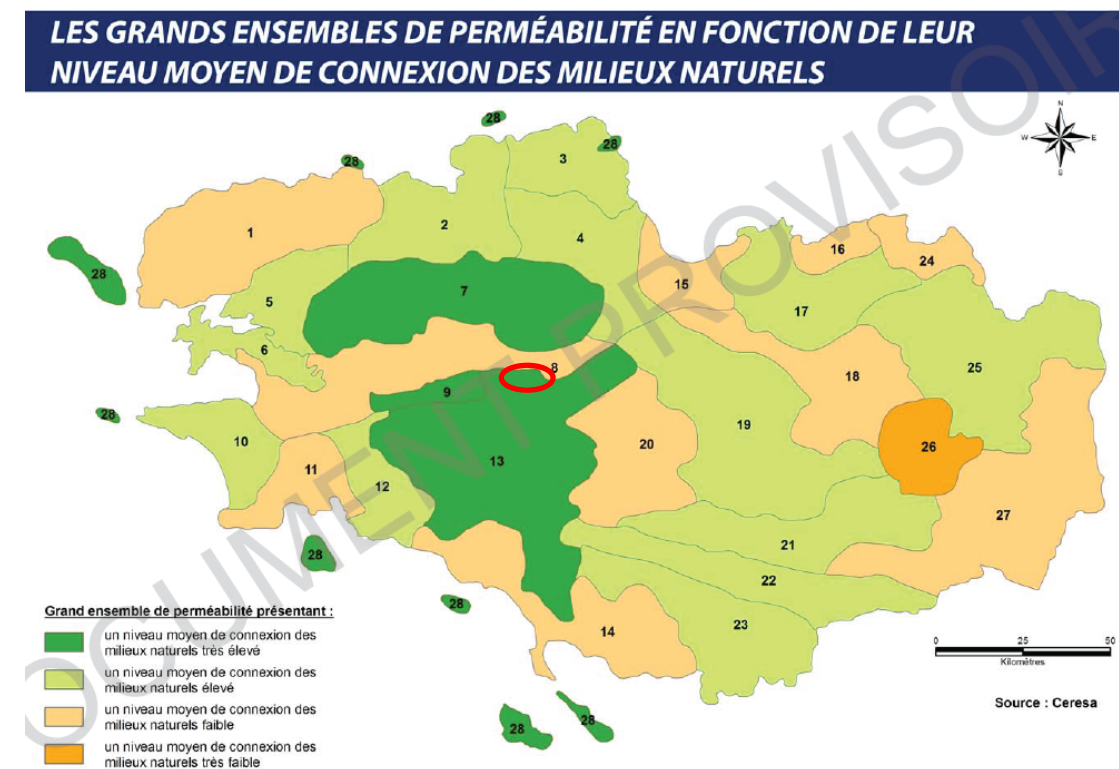 LES GRANDS ENSEMBLES DE PERMÉABILITÉ EN FONCTION DE LEUR
NIVEAU MOYEN DE CONNEXION DES MILIEUX NATURELS
N
W E
S
28
28
28
3
1
2
4
16
24
28
15
5
7
17
6
8
18
25
9
28
10
19
20
26
13
11
12
27
21
28
22
28
14
23
28
28
DOCUMENT PROVISOIR
Grand ensemble de perméabilité présentant :
un niveau moyen de connexion des
milieux naturels très élevé
un niveau moyen de connexion des
milieux naturels élevé
un niveau moyen de connexion des
milieux naturels faible
un niveau moyen de connexion des
milieux naturels très faible
0 25 50
Kilomètres
Source : Ceresa